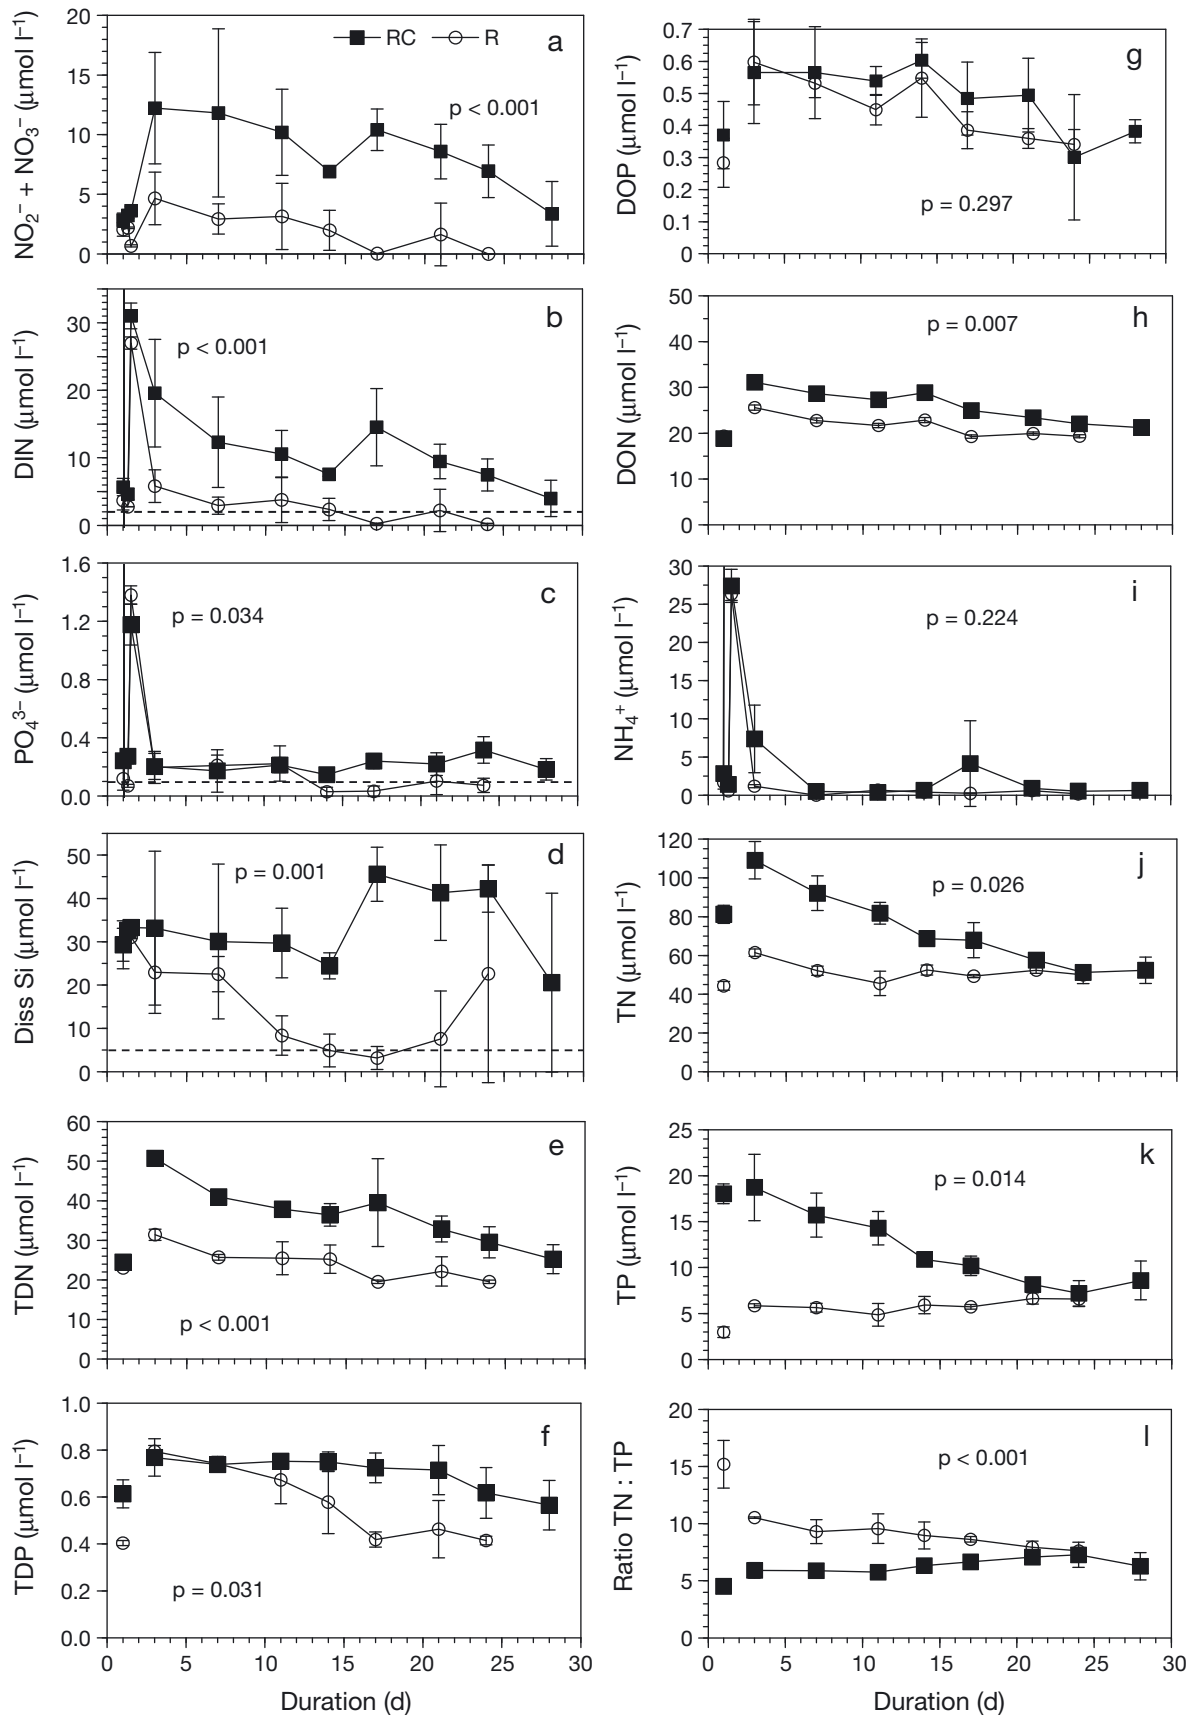 RC R
a
p < 0.001
NO₂⁻ + NO₃⁻ (µmol l⁻¹)
20
15
10
5
0
b
p < 0.001
DIN (µmol l⁻¹)
30
20
10
0
c
p = 0.034
PO₄³⁻ (µmol l⁻¹)
1.6
1.2
0.8
0.4
0.0
d
p = 0.001
Diss Si (µmol l⁻¹)
50
40
30
20
10
0
e
p < 0.001
TDN (µmol l⁻¹)
60
50
40
30
20
10
0
f
p = 0.031
TDP (µmol l⁻¹)
1.0
0.8
0.6
0.4
0.2
0.0
0 5 10 15 20 25 30
Duration (d)
g
p = 0.297
DOP (µmol l⁻¹)
0.7
0.6
0.5
0.4
0.3
0.2
0.1
0
h
p = 0.007
DON (µmol l⁻¹)
50
40
30
20
10
0
i
p = 0.224
NH₄⁺ (µmol l⁻¹)
30
25
20
15
10
5
0
j
p = 0.026
TN (µmol l⁻¹)
120
100
80
60
40
20
0
k
p = 0.014
TP (µmol l⁻¹)
25
20
15
10
5
0
l
p < 0.001
Ratio TN : TP
20
15
10
5
0
0 5 10 15 20 25 30
Duration (d)